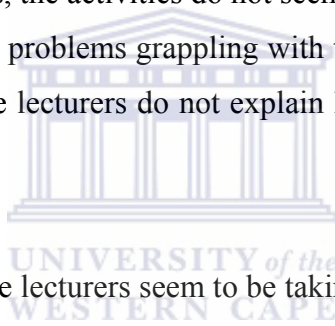 , the activities do not seem
problems grappling with
e lecturers do not explain
UNIVERSITY of the
e lecturers seem to be takin
WESTERN CAPE